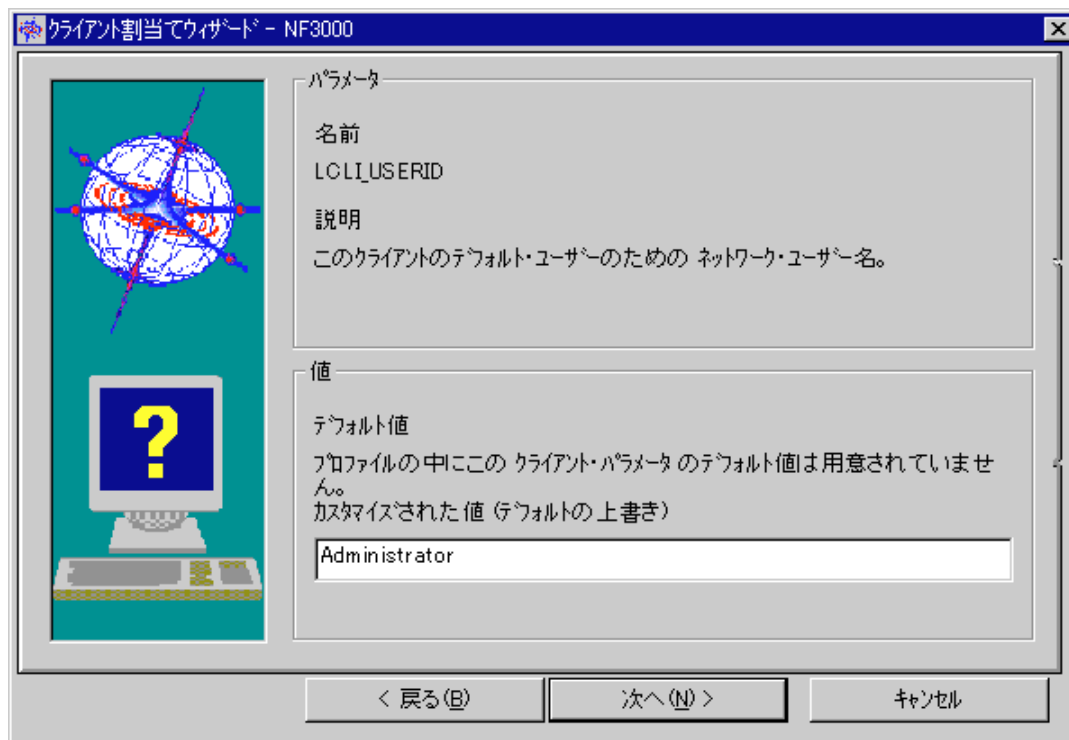 クライアント割当てウィザード - NF3000
パラメータ
名前
LCLI_USERID
説明
このクライアントのデフォルト・ユーザーのための ネットワーク・ユーザー名。
値
デフォルト値
プロファイルの中にこの クライアント・パラメータ のデフォルト値は用意されていませ
ん。
カスタマイズされた値 (デフォルトの上書き)
Administrator
< 戻る(B)
次へ(N) >
キャンセル
?